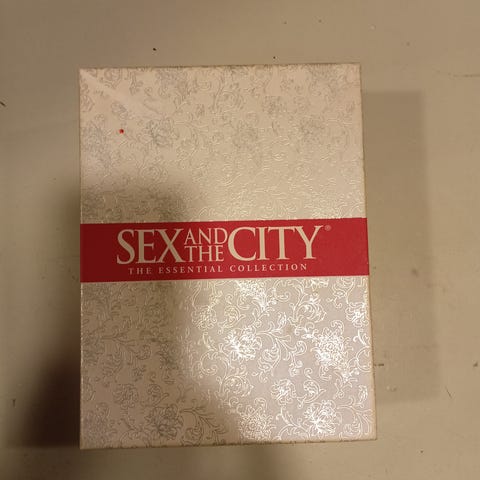 SEX AND THE CITY®
THE ESSENTIAL COLLECTION